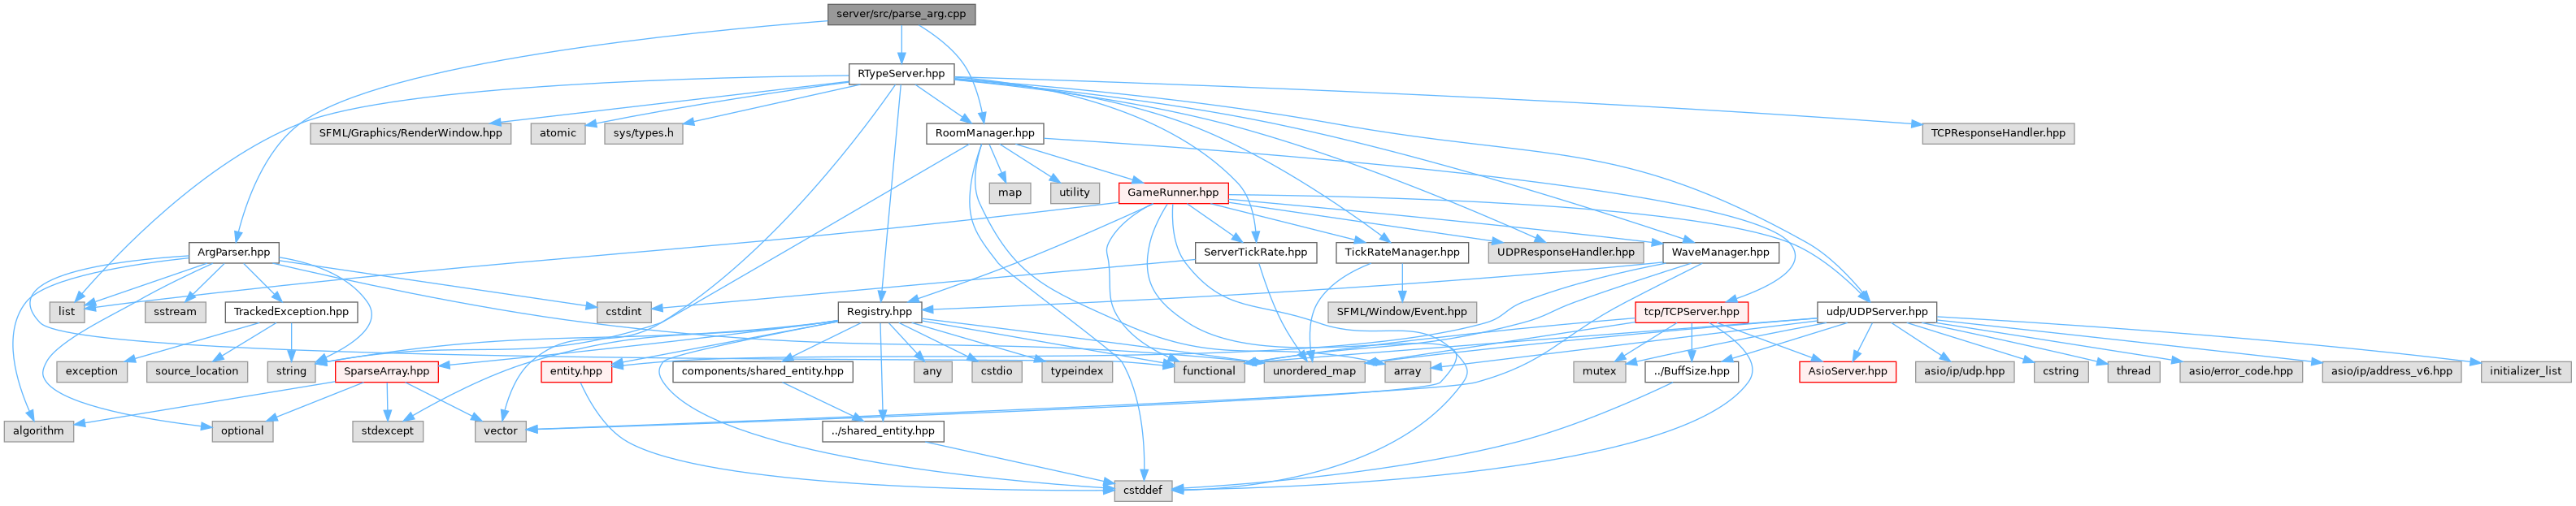 server/src/parse_arg.cpp
RTypeServer.hpp
SFML/Graphics/RenderWindow.hpp
atomic
sys/types.h
RoomManager.hpp
TCPResponseHandler.hpp
map
utility
GameRunner.hpp
ArgParser.hpp
ServerTickRate.hpp
TickRateManager.hpp
UDPResponseHandler.hpp
WaveManager.hpp
list
sstream
TrackedException.hpp
cstdint
Registry.hpp
SFML/Window/Event.hpp
tcp/TCPServer.hpp
udp/UDPServer.hpp
exception
source_location
string
SparseArray.hpp
entity.hpp
components/shared_entity.hpp
any
cstdio
typeindex
functional
unordered_map
array
mutex
../BuffSize.hpp
AsioServer.hpp
asio/ip/udp.hpp
cstring
thread
asio/error_code.hpp
asio/ip/address_v6.hpp
initializer_list
algorithm
optional
stdexcept
vector
../shared_entity.hpp
cstddef